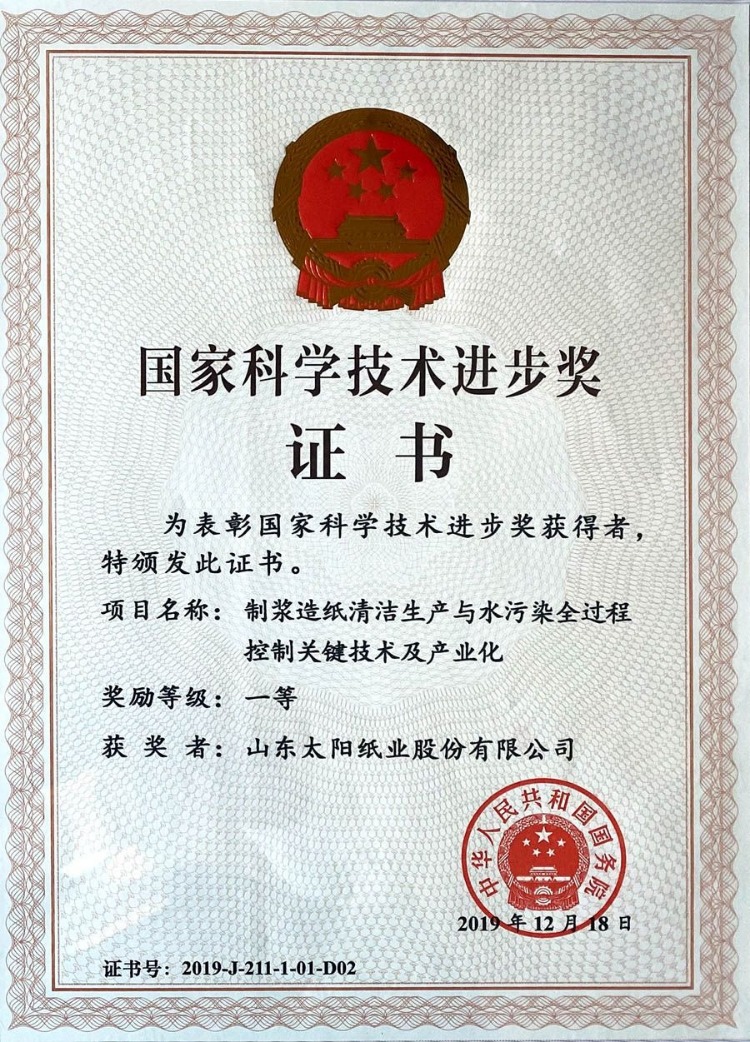 国家科学技术进步奖
证书
为表彰国家科学技术进步奖获得者，
特颁发此证书。
项目名称：制浆造纸清洁生产与水污染全过程
控制关键技术及产业化
奖励等级：一等
获奖者：山东太阳纸业股份有限公司
中华人民共和国国务院
2019年12月18日
证书号：2019-J-211-1-01-D02